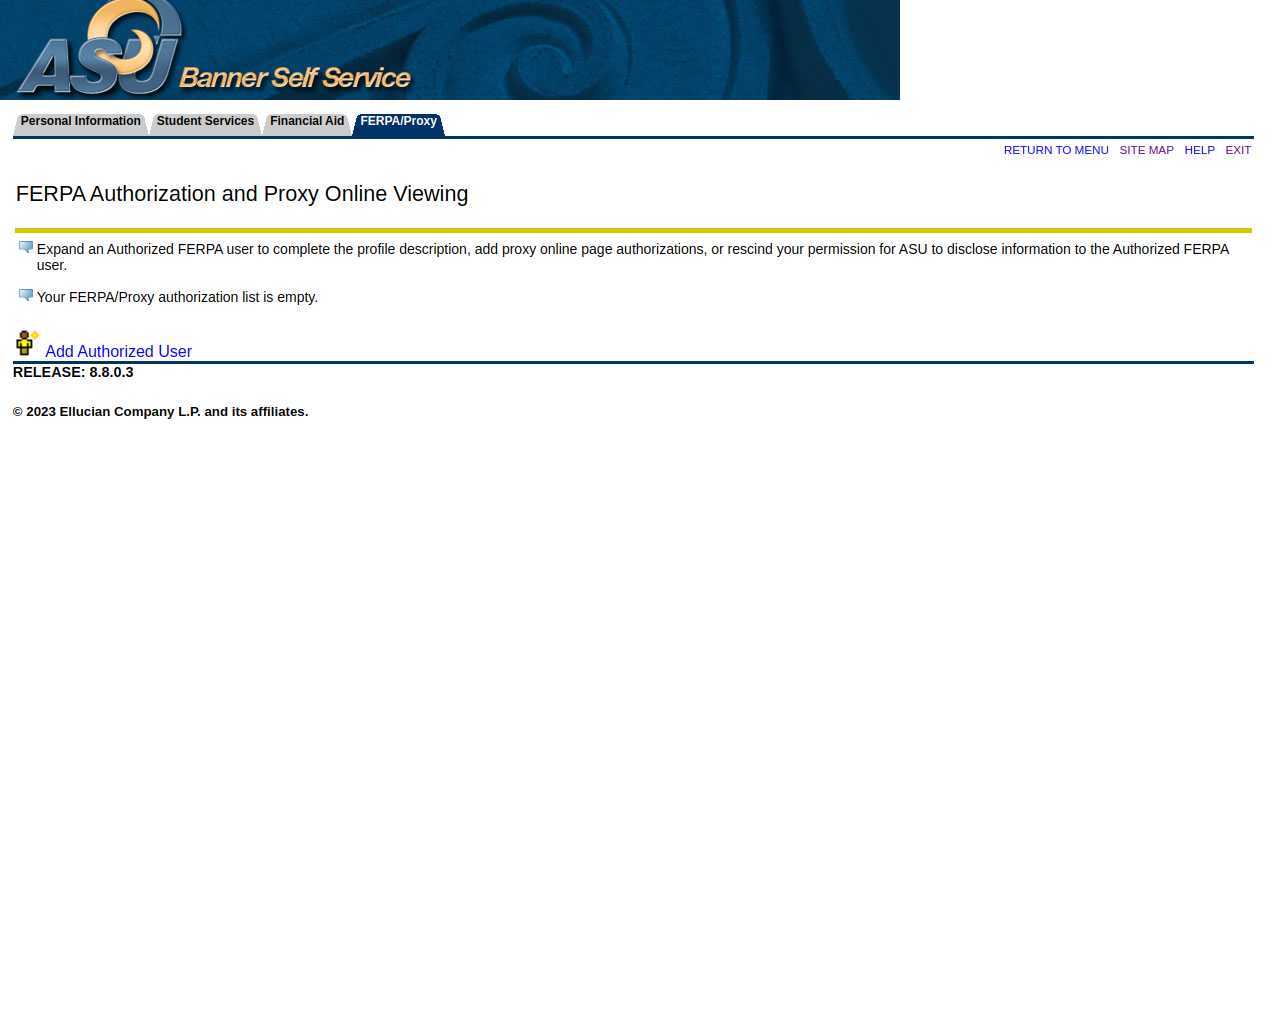 ASU Banner Self Service
Personal Information Student Services Financial Aid FERPA/Proxy
RETURN TO MENU SITE MAP HELP EXIT
FERPA Authorization and Proxy Online Viewing
Expand an Authorized FERPA user to complete the profile description, add proxy online page authorizations, or rescind your permission for ASU to disclose information to the Authorized FERPA
user.
Your FERPA/Proxy authorization list is empty.
Add Authorized User
RELEASE: 8.8.0.3
© 2023 Ellucian Company L.P. and its affiliates.